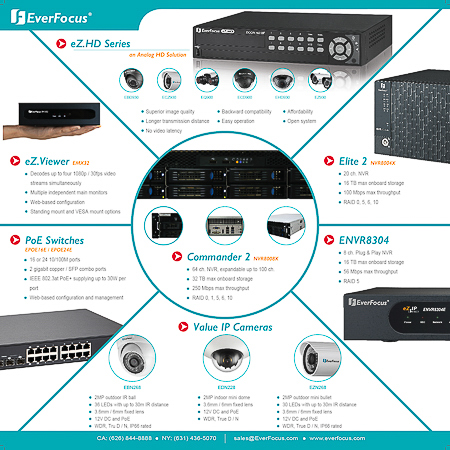 EverFocus®
eZ.HD Series
an Analog HD Solution
Superior image quality
Longer transmission distance
No video latency
Backward compatibility
Easy operation
Affordability
Open system
eZ.Viewer EMX32
Decodes up to four 1080p / 30fps video
streams simultaneously
Multiple independent main monitors
Web-based configuration
Standing mount and VESA mount options
Elite 2 NVR8004X
20 ch. NVR
16 TB max onboard storage
100 Mbps max throughput
RAID 0, 5, 6, 10
PoE Switches
EPOE16E | EPOE24E
16 or 24 10/100M ports
2 gigabit copper / SFP combo ports
IEEE 802.3at PoE+ supplying up to 30W per
port
Web-based configuration and management
Commander 2 NVR8008X
64 ch. NVR, expandable up to 100 ch.
32 TB max onboard storage
250 Mbps max throughput
RAID 0, 1, 5, 6, 10
ENVR8304
5 ch. Plug & Play NVR
16 TB max onboard storage
56 Mbps max throughput
RAID 5
EverFocus®
ENVR8304E
Value IP Cameras
EBN268
2MP outdoor IR ball
36 LEDs with up to 30m IR distance
3.6mm / 6mm fixed lens
12V DC and PoE
WDR, Tru D / N, IP66 rated
EDN228
2MP indoor mini dome
3.6mm / 6mm fixed lens
12V DC and PoE
WDR, True D / N
EZN268
2MP outdoor mini bullet
30 LEDs with up to 30m IR distance
3.6mm / 6mm fixed lens
12V DC and PoE
WDR, True D / N, IP66 rated
CA: (626) 844-8888 • NY: (631) 436-5070 | sales@EverFocus.com • www.everfocus.com